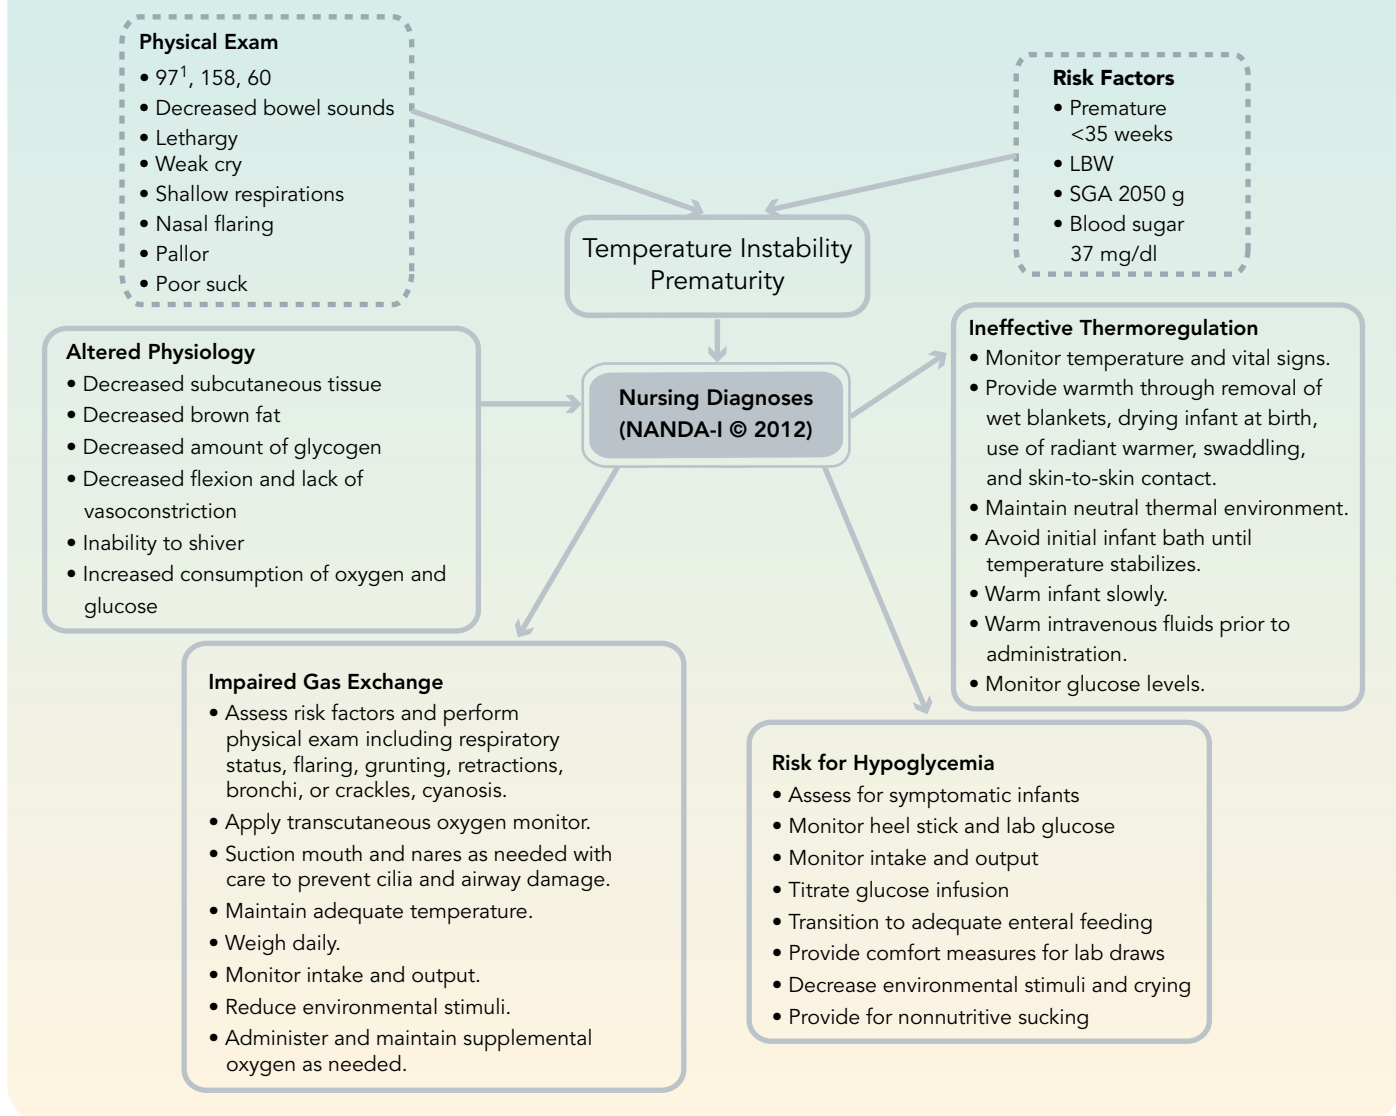 Physical Exam
• 97¹, 158, 60
• Decreased bowel sounds
• Lethargy
• Weak cry
• Shallow respirations
• Nasal flaring
• Pallor
• Poor suck
Risk Factors
• Premature
<35 weeks
• LBW
• SGA 2050 g
• Blood sugar
37 mg/dl
Temperature Instability
Prematurity
Altered Physiology
• Decreased subcutaneous tissue
• Decreased brown fat
• Decreased amount of glycogen
• Decreased flexion and lack of
vasoconstriction
• Inability to shiver
• Increased consumption of oxygen and
glucose
Nursing Diagnoses
(NANDA-I © 2012)
Ineffective Thermoregulation
• Monitor temperature and vital signs.
• Provide warmth through removal of
wet blankets, drying infant at birth,
use of radiant warmer, swaddling,
and skin-to-skin contact.
• Maintain neutral thermal environment.
• Avoid initial infant bath until
temperature stabilizes.
• Warm infant slowly.
• Warm intravenous fluids prior to
administration.
• Monitor glucose levels.
Impaired Gas Exchange
• Assess risk factors and perform
physical exam including respiratory
status, flaring, grunting, retractions,
bronchi, or crackles, cyanosis.
• Apply transcutaneous oxygen monitor.
• Suction mouth and nares as needed with
care to prevent cilia and airway damage.
• Maintain adequate temperature.
• Weigh daily.
• Monitor intake and output.
• Reduce environmental stimuli.
• Administer and maintain supplemental
oxygen as needed.
Risk for Hypoglycemia
• Assess for symptomatic infants
• Monitor heel stick and lab glucose
• Monitor intake and output
• Titrate glucose infusion
• Transition to adequate enteral feeding
• Provide comfort measures for lab draws
• Decrease environmental stimuli and crying
• Provide for nonnutritive sucking